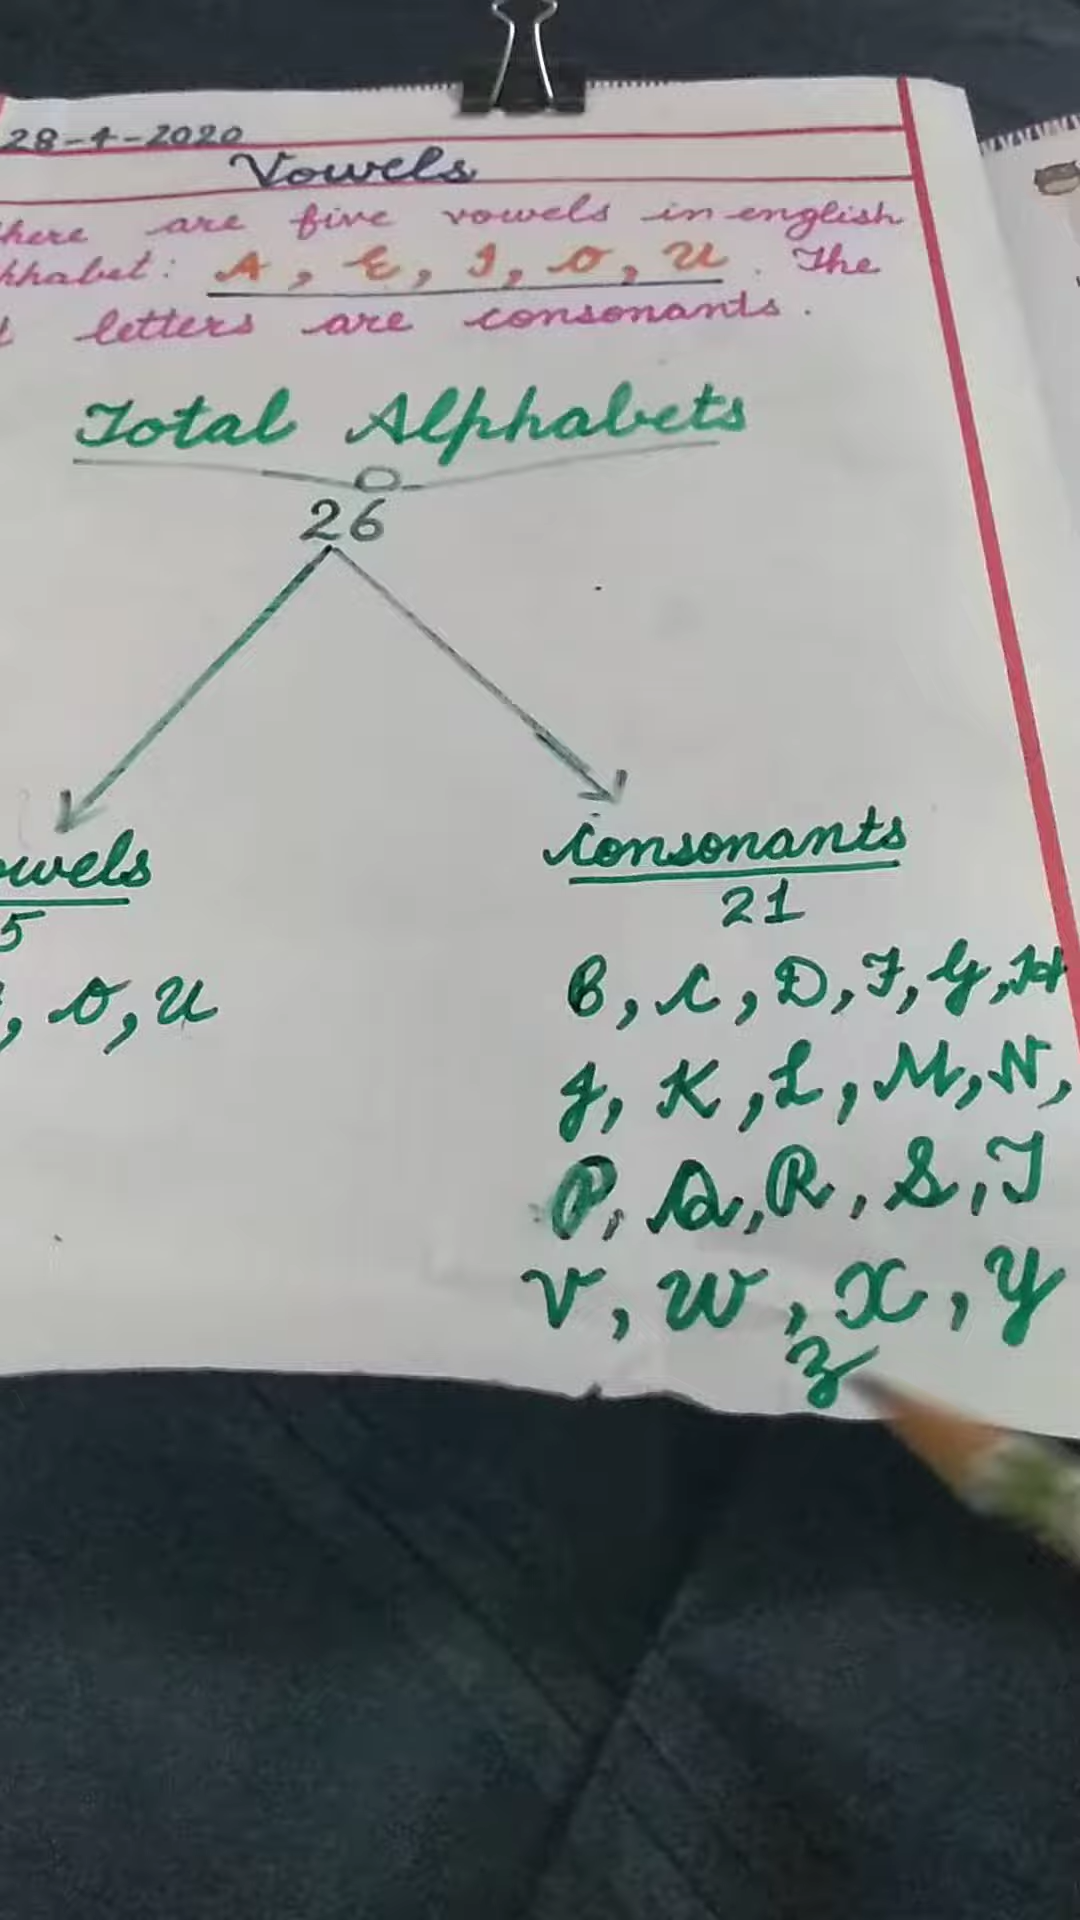 28-4-2020
Vowels
here are five vowels in english
phabet: A, E, I, O, U. The
letters are consonants.
Total Alphabets
26
owels
Consonants
5
21
, O, U
B, C, D, F, G, H
J, K, L, M, N,
P, Q, R, S, T
V, W, X, Y
Z